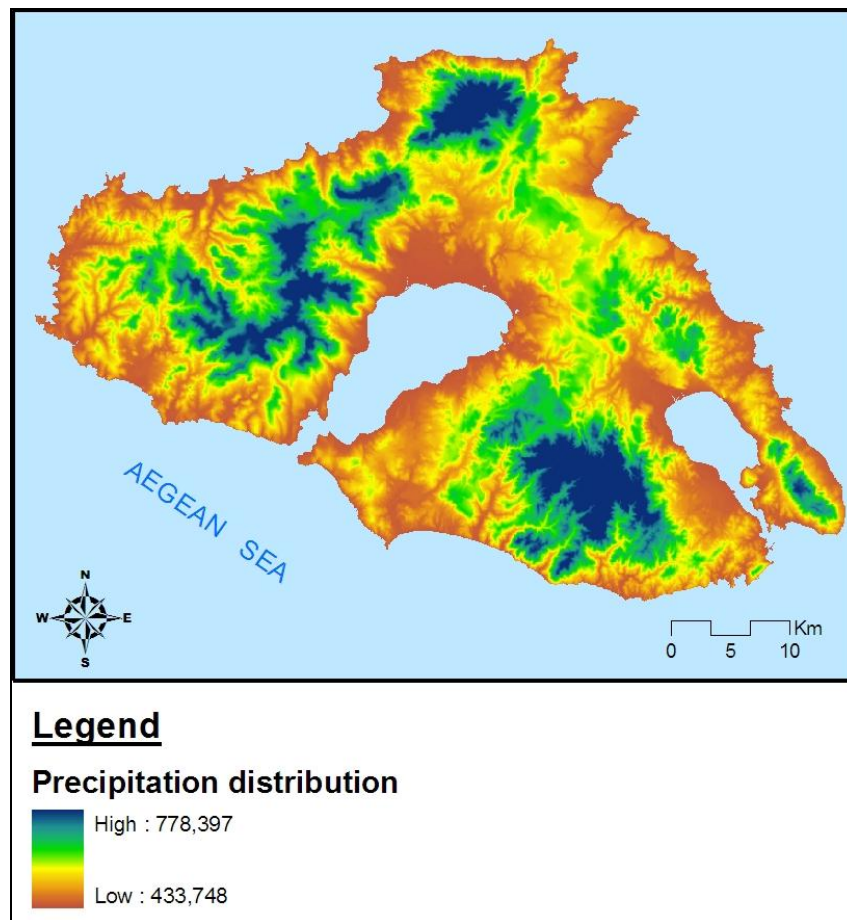 AEGEAN SEA
N
W E
S
Km
0 5 10
Legend
Precipitation distribution
High : 778,397
Low : 433,748